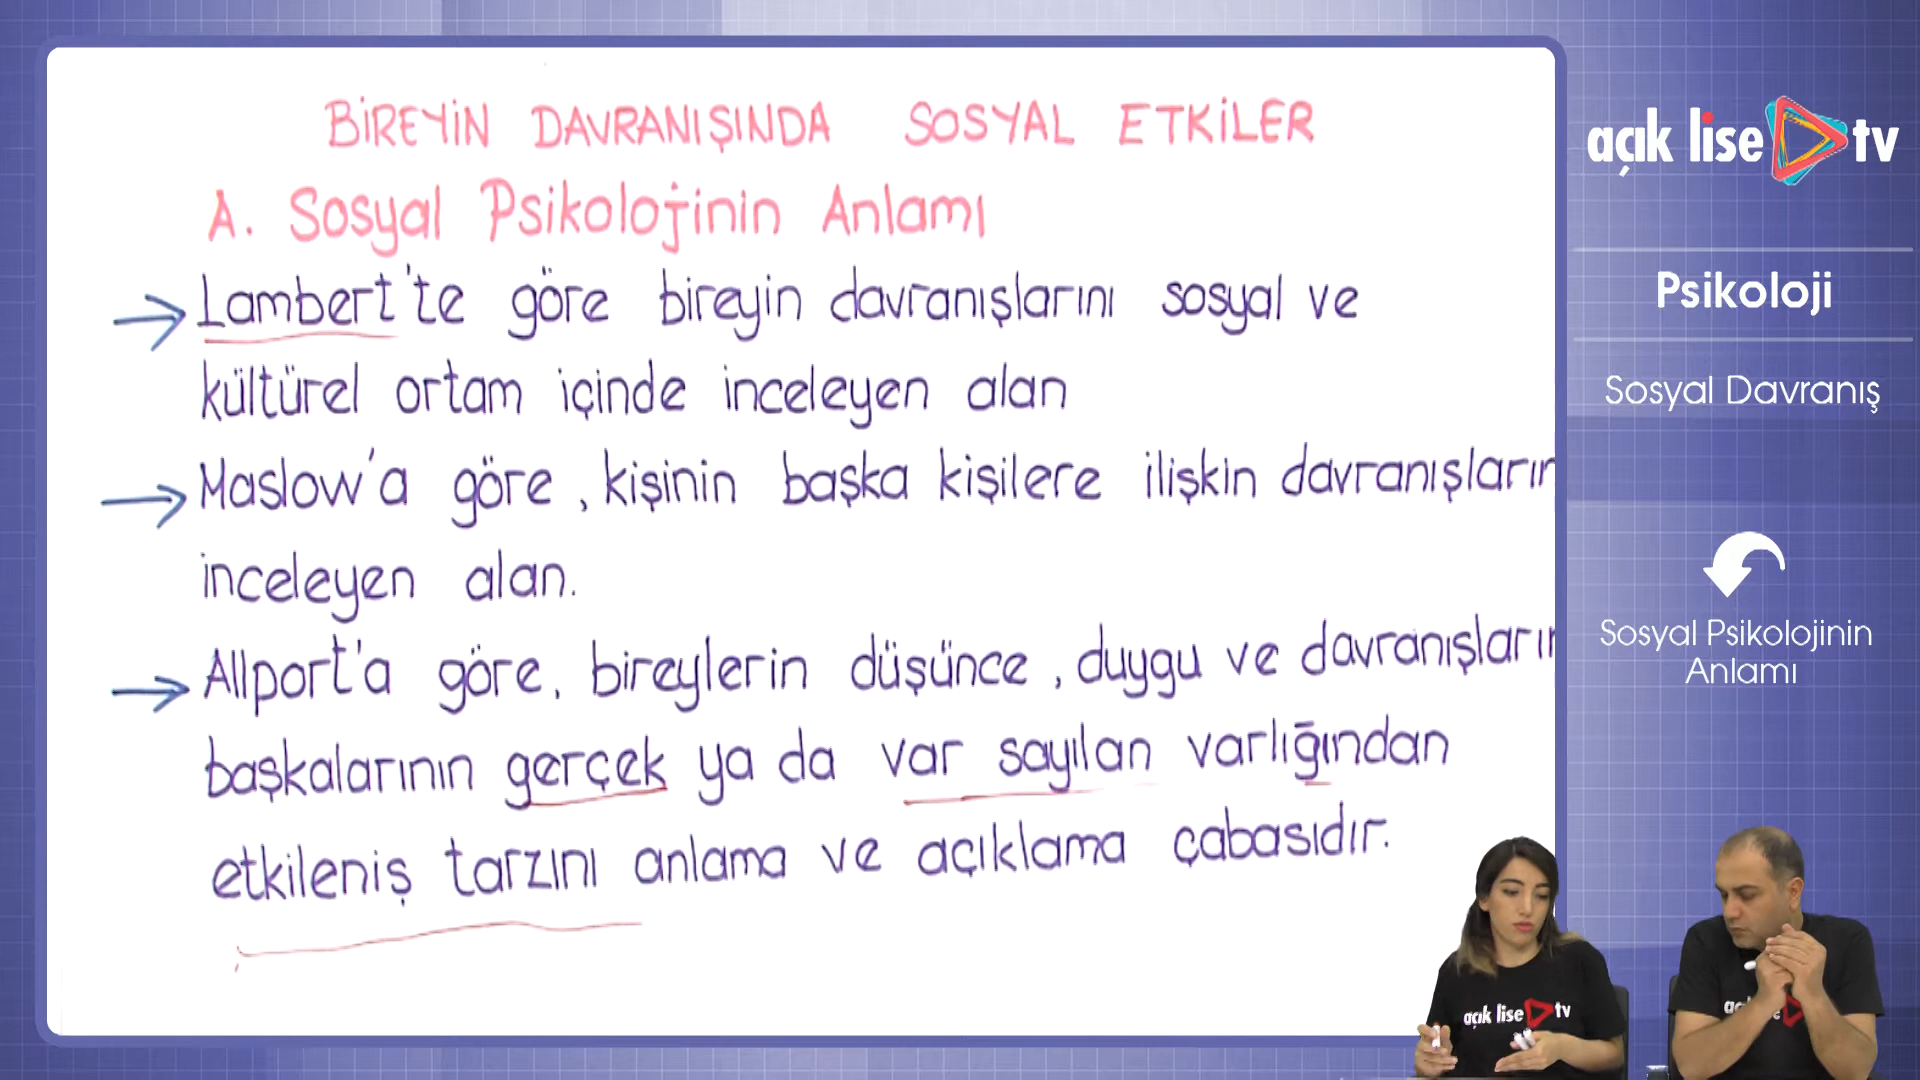 BİREYİN DAVRANIŞINDA SOSYAL ETKİLER
A. Sosyal Psikolojinin Anlamı
Lambert'te göre bireyin davranışlarını sosyal ve
kültürel ortam içinde inceleyen alan
Maslow'a göre, kişinin başka kişilere ilişkin davranışların
inceleyen alan.
Allport'a göre, bireylerin düşünce, duygu ve davranışların
başkalarının gerçek ya da var sayılan varlığından
etkileniş tarzını anlama ve açıklama çabasıdır.
açık lise tv
Psikoloji
Sosyal Davranış
Sosyal Psikolojinin
Anlamı
açık lise tv